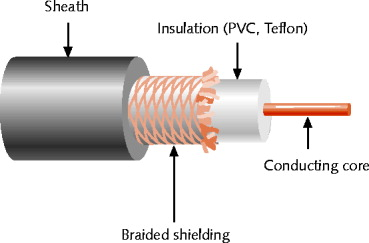 Sheath
Insulation (PVC, Teflon)
Conducting core
Braided shielding